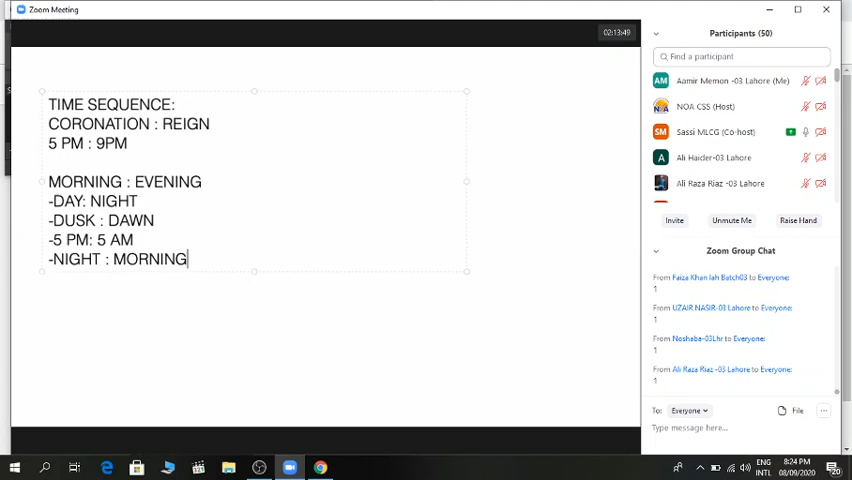 Zoom Meeting
02:13:49
TIME SEQUENCE:
CORONATION : REIGN
5 PM : 9PM
MORNING : EVENING
-DAY: NIGHT
-DUSK : DAWN
-5 PM: 5 AM
-NIGHT : MORNING
Participants (50)
Find a participant
AM Aamir Memon -03 Lahore (Me)
NOA CSS (Host)
SM Sassi MLCG (Co-host)
A Ali Haider-03 Lahore
Ali Raza Riaz -03 Lahore
Invite Unmute Me Raise Hand
Zoom Group Chat
From Faiza Khan lah Batch03 to Everyone:
1
From UZAIR NASIR-03 Lahore to Everyone:
1
From Noshaba-03Lhr to Everyone:
1
From Ali Raza Riaz -03 Lahore to Everyone:
1
To: Everyone File ...
Type message here...
ENG
INTL
8:24 PM
08/09/2020
20